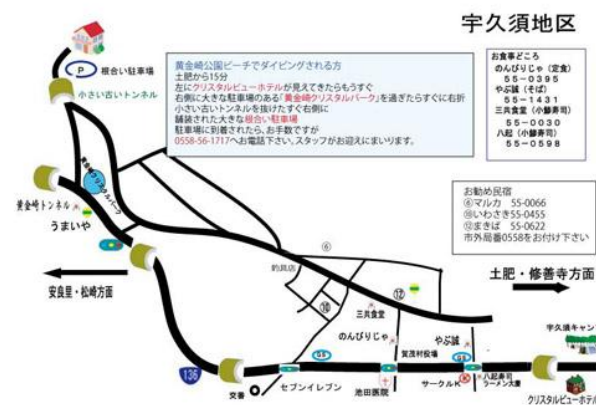 宇久須地区
黄金崎公園ビーチでダイビングされる方
土肥から15分
左にクリスタルビューホテルが見えてきたらもうすぐ
右側に大きな駐車場のある「黄金崎クリスタルパーク」を過ぎたらすぐに右折
小さい古いトンネルを抜けたすぐ右側に
舗装された大きな根合い駐車場
駐車場に到着されたら、お手数ですが
0558-56-1717へお電話下さい。スタッフがお迎えにまいります。
お食事どころ
のんびりじゃ(定食)
55-0395
やぶ誠(そば)
55-1431
三共食堂(小鯵寿司)
55-0030
八起(小鯵寿司)
55-0598
お勧め民宿
⑥マルカ 55-0066
⑩いわさき55-0455
⑫まきば 55-0622
市外局番0558をお付け下さい
P 根合い駐車場
小さい古いトンネル
黄金崎クリスタルパーク
黄金崎トンネル
うまいや
安良里・松崎方面
土肥・修善寺方面
⑥
釣具店
⑩
⑫
三共食堂
のんびりじゃ
賀茂村役場
やぶ誠
宇久須キャンプ
GS
GS
136
交番
セブンイレブン
池田医院
サークルK
八起寿司
ラーメン太慶
クリスタルビューホテル